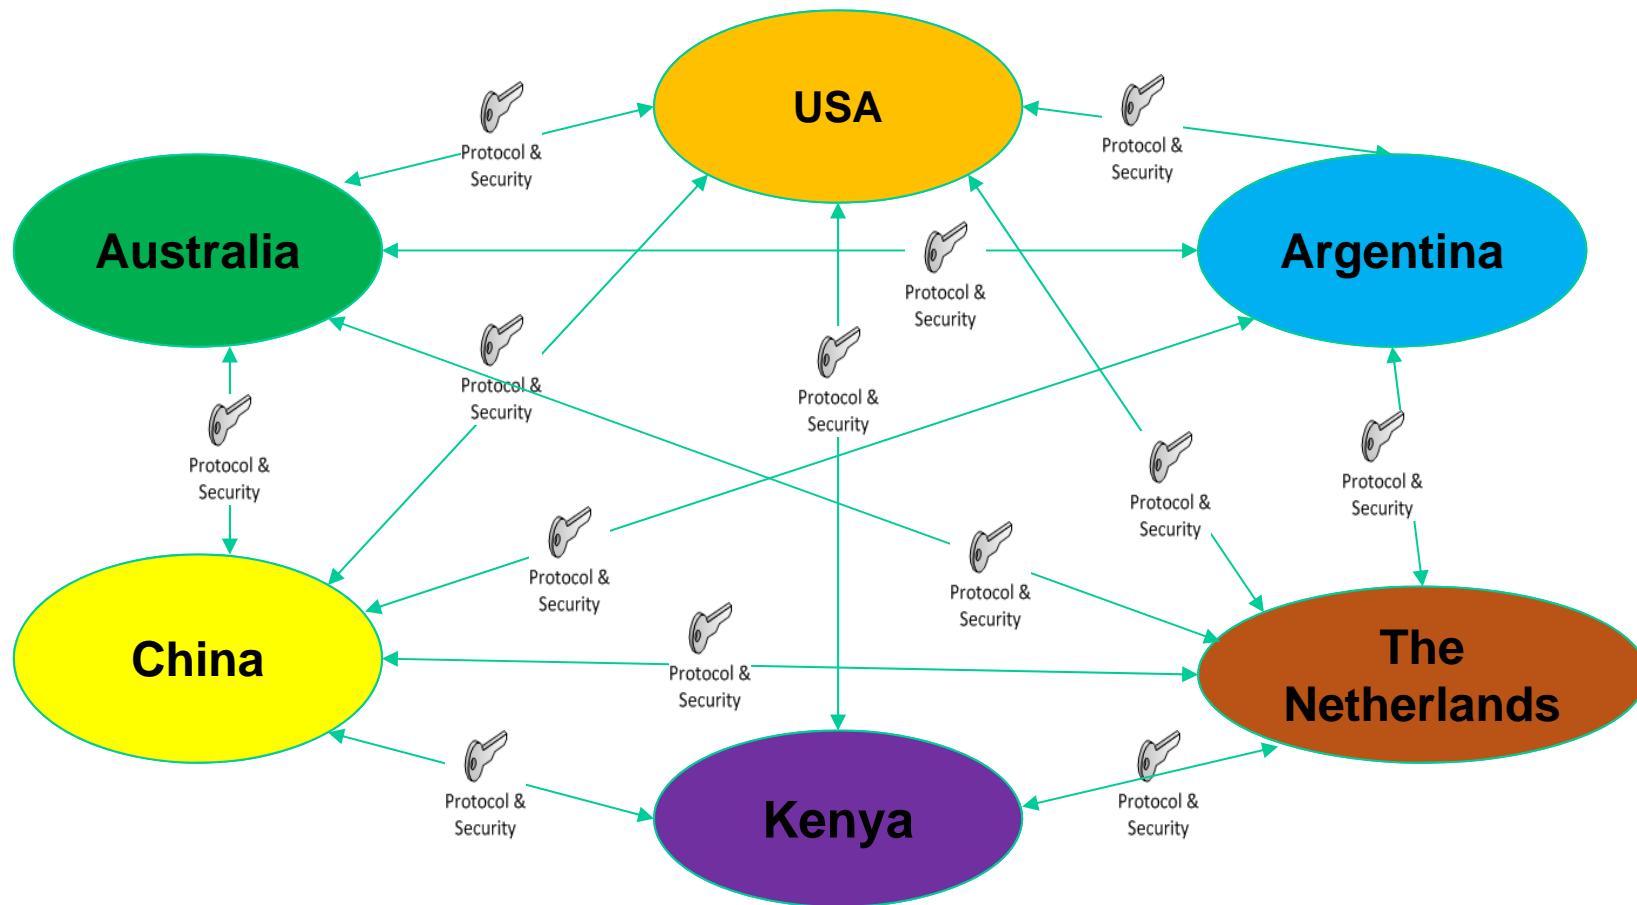 USA
Protocol &
Security
Protocol &
Security
Australia
Argentina
Protocol &
Security
Protocol &
Security
Protocol &
Security
Protocol &
Security
Protocol &
Security
Protocol &
Security
Protocol &
Security
Protocol &
Security
China
Protocol &
Security
The
Netherlands
Protocol &
Security
Kenya
Protocol &
Security